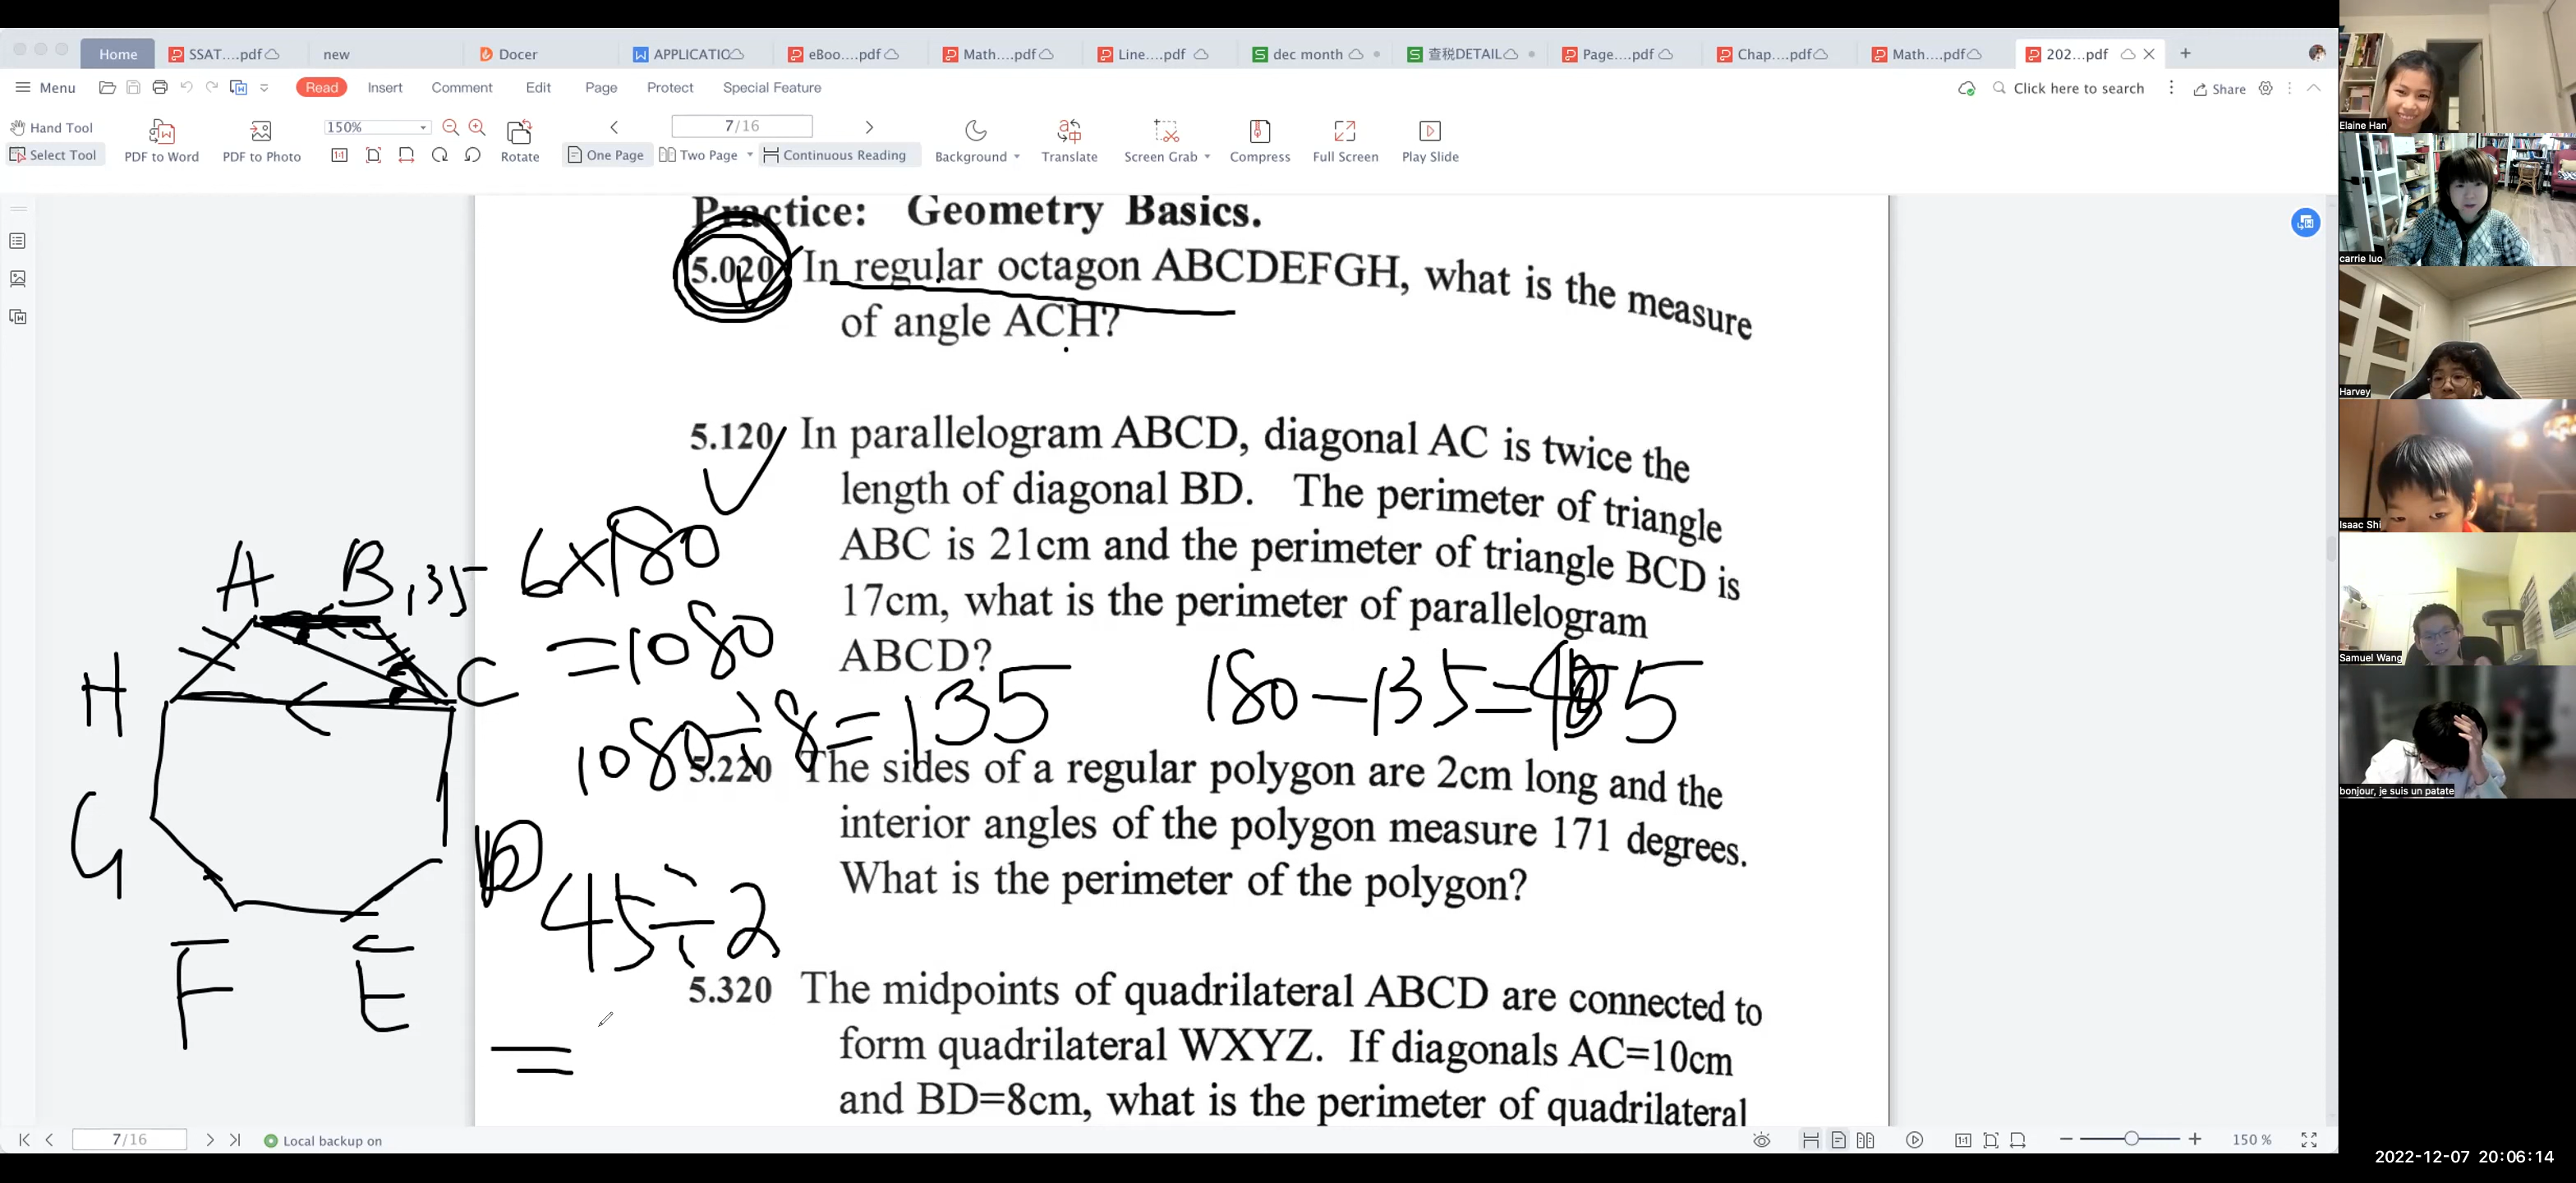 Home SSAT....pdf new Docer APPLICATIO eBoo....pdf Math....pdf Line....pdf dec month 查税DETAIL Page....pdf Chap....pdf Math....pdf 202...pdf
Menu Read Insert Comment Edit Page Protect Special Feature Click here to search Share
Hand Tool 150% 7/16
Select Tool PDF to Word PDF to Photo Rotate One Page Two Page Continuous Reading Background Translate Screen Grab Compress Full Screen Play Slide
Practice: Geometry Basics.
5.020 In regular octagon ABCDEFGH, what is the measure
of angle ACH?
5.120 In parallelogram ABCD, diagonal AC is twice the
length of diagonal BD. The perimeter of triangle
ABC is 21cm and the perimeter of triangle BCD is
17cm, what is the perimeter of parallelogram
ABCD?
5.220 The sides of a regular polygon are 2cm long and the
interior angles of the polygon measure 171 degrees.
What is the perimeter of the polygon?
5.320 The midpoints of quadrilateral ABCD are connected to
form quadrilateral WXYZ. If diagonals AC=10cm
and BD=8cm, what is the perimeter of quadrilateral
A B 135
H C
G
F E
6×180
=1080
1080÷8=135
180-135=45
45÷2
=
7/16 Local backup on 150 %
Elaine Han
carrie luo
Harvey
Isaac Shi
Samuel Wang
bonjour, je suis un patate
2022-12-07 20:06:14